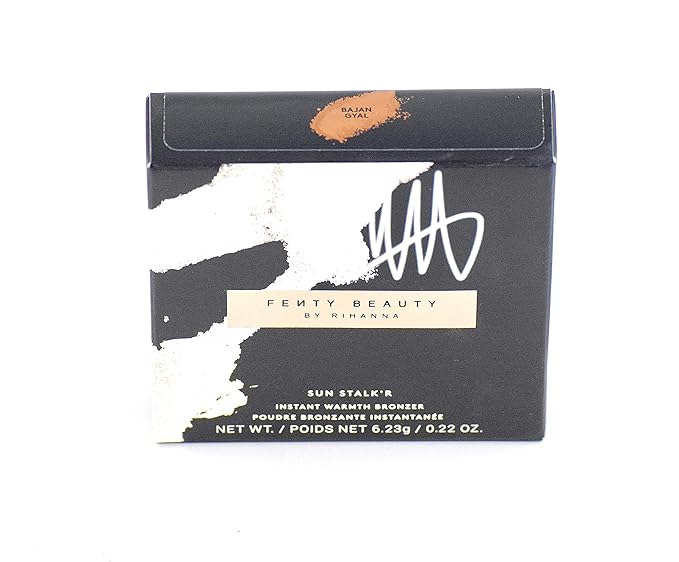 BAJAN
GYAL
FEИTY BEAUTY
BY RIHANNA
SUN STALK'R
INSTANT WARMTH BRONZER
POUDRE BRONZANTE INSTANTANÉE
NET WT. / POIDS NET 6.23g / 0.22 OZ.